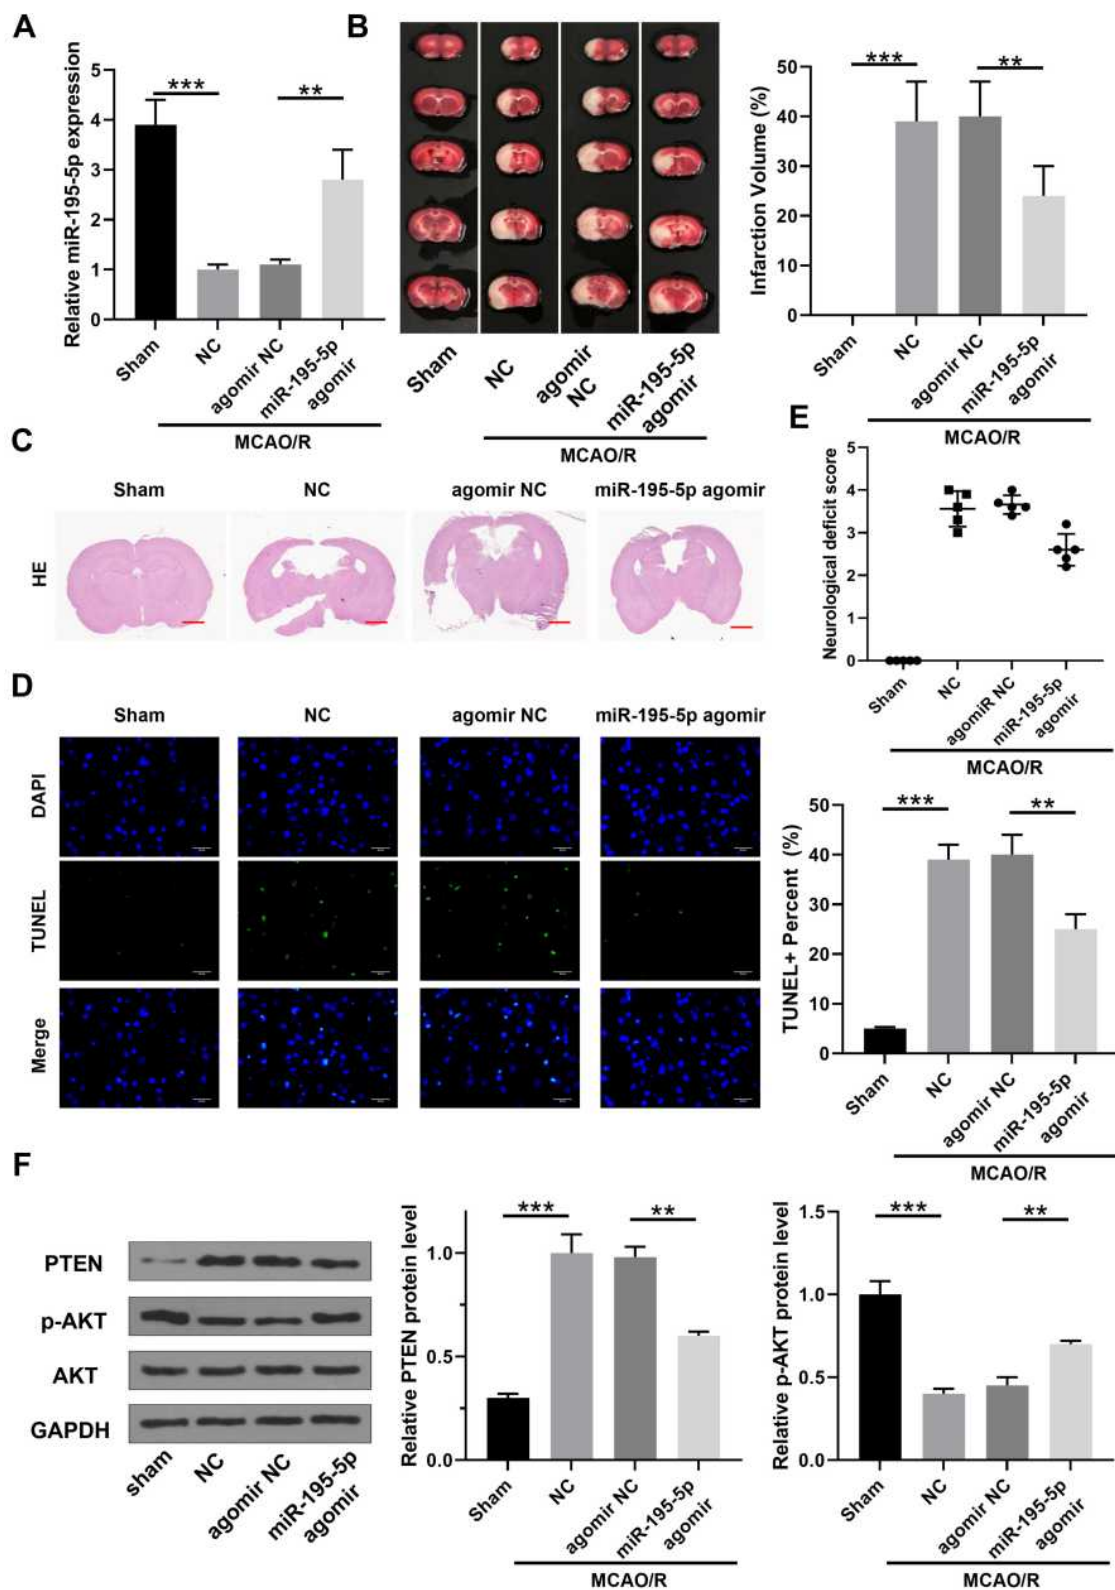 A
Relative miR-195-5p expression
5
4
3
2
1
0
***
**
Sham
NC
agomir NC
miR-195-5p
agomir
MCAO/R
B
Sham
NC
agomir
NC
miR-195-5p
agomir
MCAO/R
Infarction Volume (%)
50
40
30
20
10
0
***
**
Sham
NC
agomir NC
miR-195-5p
agomir
MCAO/R
C
Sham
NC
agomir NC
miR-195-5p agomir
HE
E
Neurological deficit score
5
4
3
2
1
0
Sham
NC
agomiR NC
miR-195-5p
agomir
MCAO/R
D
Sham
NC
agomir NC
miR-195-5p agomir
DAPI
TUNEL
Merge
TUNEL+ Percent (%)
50
40
30
20
10
0
***
**
Sham
NC
agomir NC
miR-195-5p
agomir
MCAO/R
F
PTEN
p-AKT
AKT
GAPDH
sham
NC
agomir NC
miR-195-5p
agomir
Relative PTEN protein level
1.0
0.5
0.0
***
**
Sham
NC
agomir NC
miR-195-5p
agomir
MCAO/R
Relative p-AKT protein level
1.5
1.0
0.5
0.0
***
**
Sham
NC
agomir NC
miR-195-5p
agomir
MCAO/R